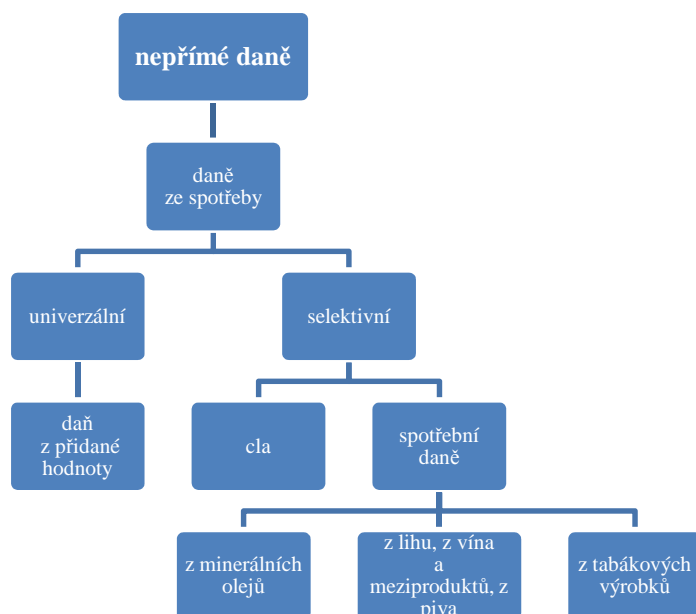 nepřímé daně
daně
ze spotřeby
univerzální
selektivní
daň
z přidané
hodnoty
cla
spotřební
daně
z minerálních
olejů
z lihu, z vína
a
meziproduktů, z
piva
z tabákových
výrobků